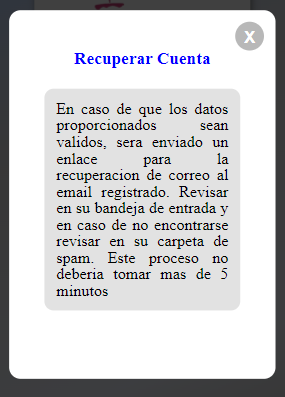 x
Recuperar Cuenta
En caso de que los datos
proporcionados sean
validos, sera enviado un
enlace para la
recuperacion de correo al
email registrado. Revisar
en su bandeja de entrada y
en caso de no encontrarse
revisar en su carpeta de
spam. Este proceso no
deberia tomar mas de 5
minutos